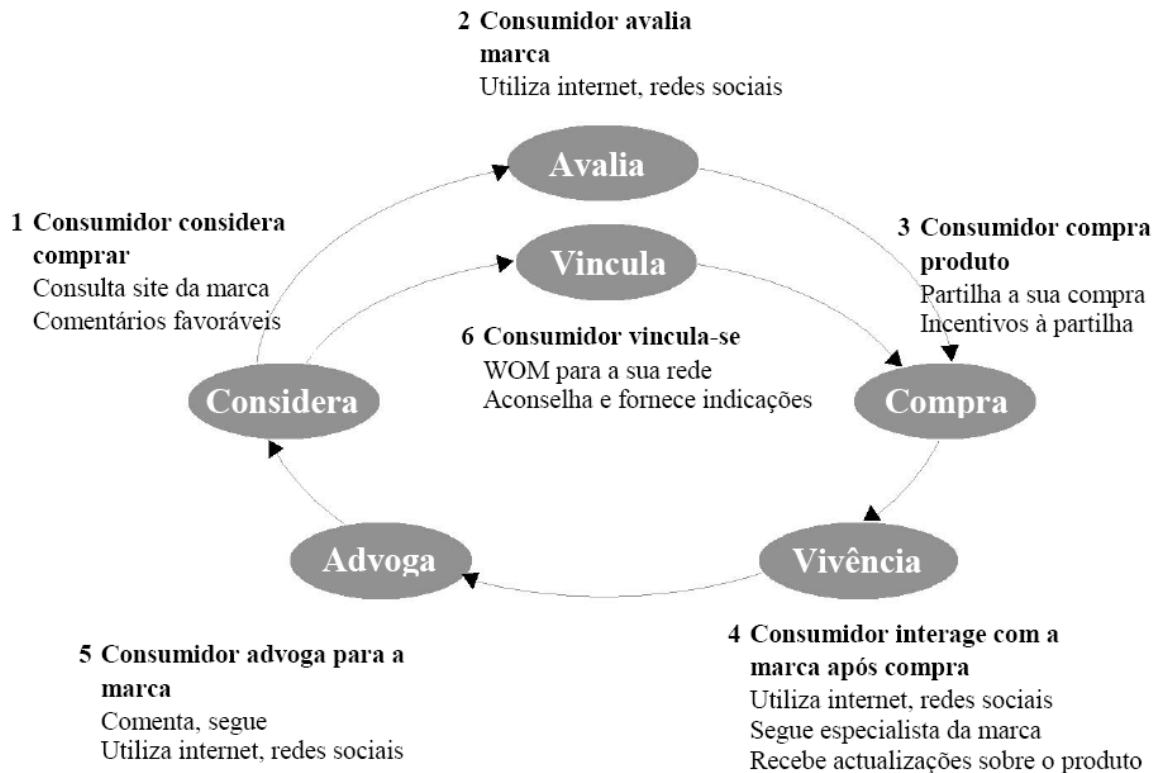 2 Consumidor avalia
marca
Utiliza internet, redes sociais
Avalia
1 Consumidor considera
comprar
Consulta site da marca
Comentários favoráveis
Vincula
3 Consumidor compra
produto
Partilha a sua compra
Incentivos à partilha
6 Consumidor vincula-se
WOM para a sua rede
Aconselha e fornece indicações
Considera
Compra
Advoga
Vivência
5 Consumidor advoga para a
marca
Comenta, segue
Utiliza internet, redes sociais
4 Consumidor interage com a
marca após compra
Utiliza internet, redes sociais
Segue especialista da marca
Recebe actualizações sobre o produto